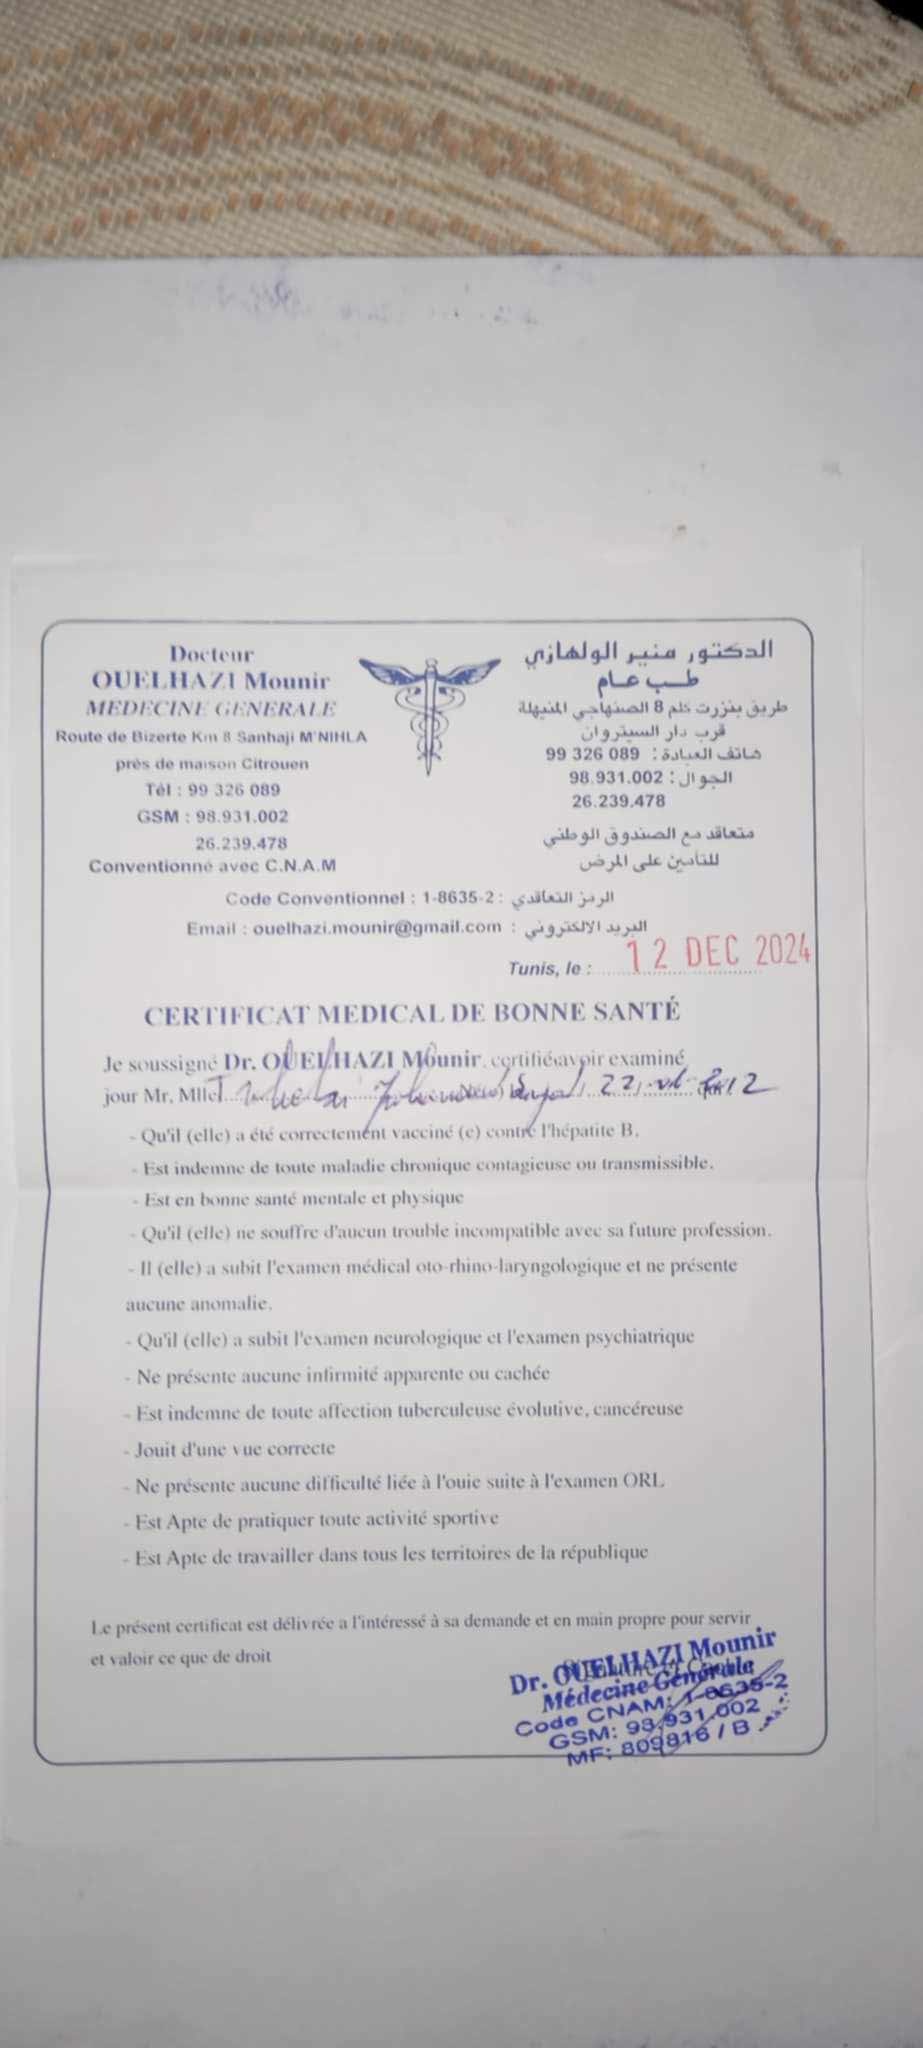 Docteur
OUELHAZI Mounir
MEDECINE GENERALE
Route de Bizerte Km 8 Sanhaji M'NIHLA
près de maison Citrouen
Tél : 99 326 089
GSM : 98.931.002
26.239.478
Conventionné avec C.N.A.M
الدكتور منير الولهازي
طب عام
طريق بنزرت كلم 8 الصنهاجي المنيهلة
قرب دار السيتروان
هاتف العيادة : 089 326 99
الجوال : 98.931.002
26.239.478
متعاقد مع الصندوق الوطني
للتأمين على المرض
Code Conventionnel : 1-8635-2 : الرمز التعاقدي
Email : ouelhazi.mounir@gmail.com : البريد الالكتروني
Tunis, le : 12 DEC 2024
CERTIFICAT MEDICAL DE BONNE SANTÉ
Je soussigné Dr. OUELHAZI Mounir, certifié avoir examiné
jour Mr, Mlle
- Qu'il (elle) a été correctement vacciné (e) contre l'hépatite B.
- Est indemne de toute maladie chronique contagieuse ou transmissible.
- Est en bonne santé mentale et physique
- Qu'il (elle) ne souffre d'aucun trouble incompatible avec sa future profession.
- Il (elle) a subit l'examen médical oto-rhino-laryngologique et ne présente
aucune anomalie.
- Qu'il (elle) a subit l'examen neurologique et l'examen psychiatrique
- Ne présente aucune infirmité apparente ou cachée
- Est indemne de toute affection tuberculeuse évolutive, cancéreuse
- Jouit d'une vue correcte
- Ne présente aucune difficulté liée à l'ouie suite à l'examen ORL
- Est Apte de pratiquer toute activité sportive
- Est Apte de travailler dans tous les territoires de la république
Le présent certificat est délivrée a l'intéressé à sa demande et en main propre pour servir
et valoir ce que de droit
Dr. OUELHAZI Mounir
Médecine Générale
Code CNAM: 1-8635-2
GSM: 98.931.002
MF: 809816 / B